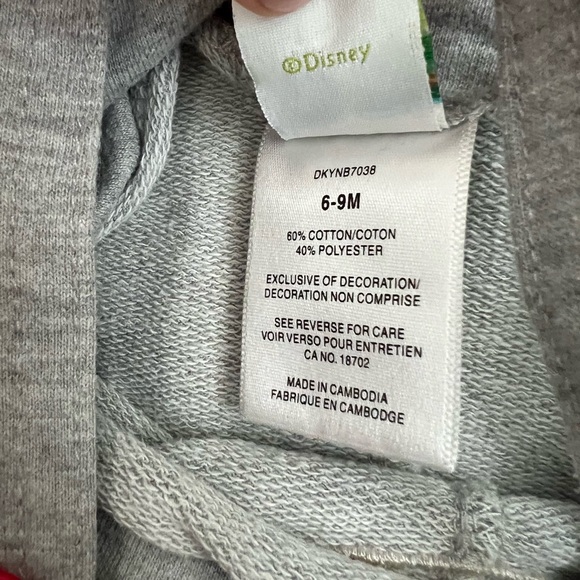 ©Disney
DKYNB7038
6-9M
60% COTTON/COTON
40% POLYESTER
EXCLUSIVE OF DECORATION/
DECORATION NON COMPRISE
SEE REVERSE FOR CARE
VOIR VERSO POUR ENTRETIEN
CA NO. 18702
MADE IN CAMBODIA
FABRIQUE EN CAMBODGE